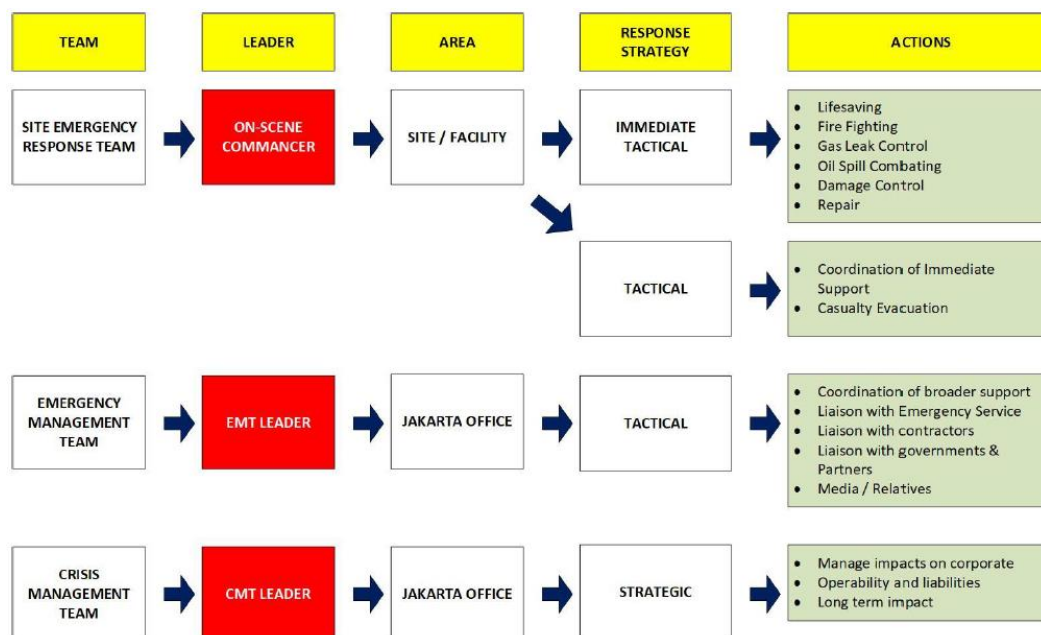 TEAM
LEADER
AREA
RESPONSE
STRATEGY
ACTIONS
SITE EMERGENCY
RESPONSE TEAM
ON-SCENE
COMMANCER
SITE / FACILITY
IMMEDIATE
TACTICAL
• Lifesaving
• Fire Fighting
• Gas Leak Control
• Oil Spill Combating
• Damage Control
• Repair
TACTICAL
• Coordination of Immediate
Support
• Casualty Evacuation
EMERGENCY
MANAGEMENT
TEAM
EMT LEADER
JAKARTA OFFICE
TACTICAL
• Coordination of broader support
• Liaison with Emergency Service
• Liaison with contractors
• Liaison with governments &
Partners
• Media / Relatives
CRISIS
MANAGEMENT
TEAM
CMT LEADER
JAKARTA OFFICE
STRATEGIC
• Manage impacts on corporate
• Operability and liabilities
• Long term impact